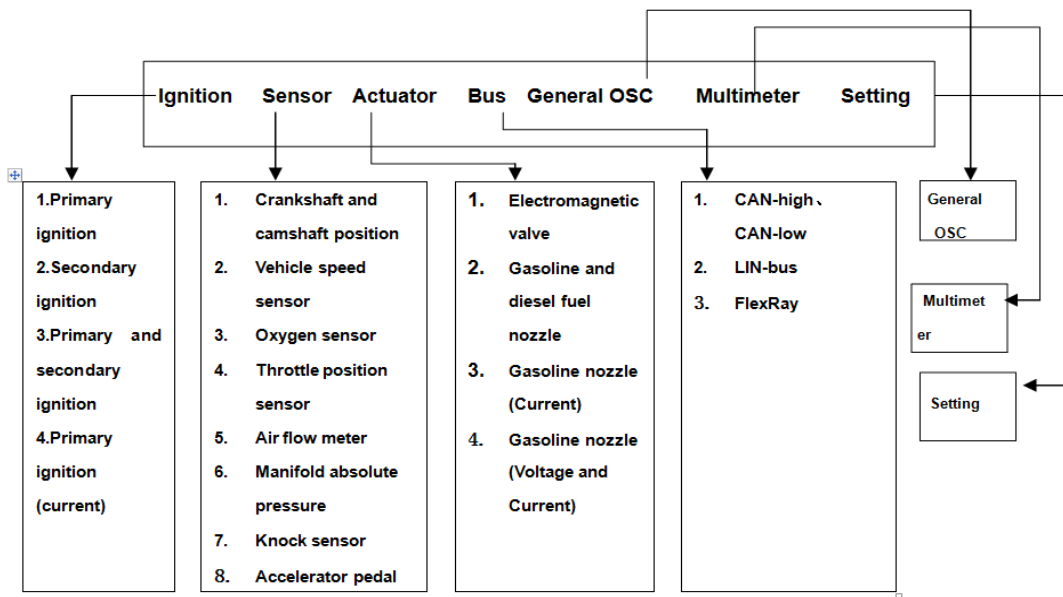 Ignition Sensor Actuator Bus General OSC Multimeter Setting
1.Primary
ignition
2.Secondary
ignition
3.Primary and
secondary
ignition
4.Primary
ignition
(current)
1. Crankshaft and
camshaft position
2. Vehicle speed
sensor
3. Oxygen sensor
4. Throttle position
sensor
5. Air flow meter
6. Manifold absolute
pressure
7. Knock sensor
8. Accelerator pedal
1. Electromagnetic
valve
2. Gasoline and
diesel fuel
nozzle
3. Gasoline nozzle
(Current)
4. Gasoline nozzle
(Voltage and
Current)
1. CAN-high、
CAN-low
2. LIN-bus
3. FlexRay
General
OSC
Multimet
er
Setting